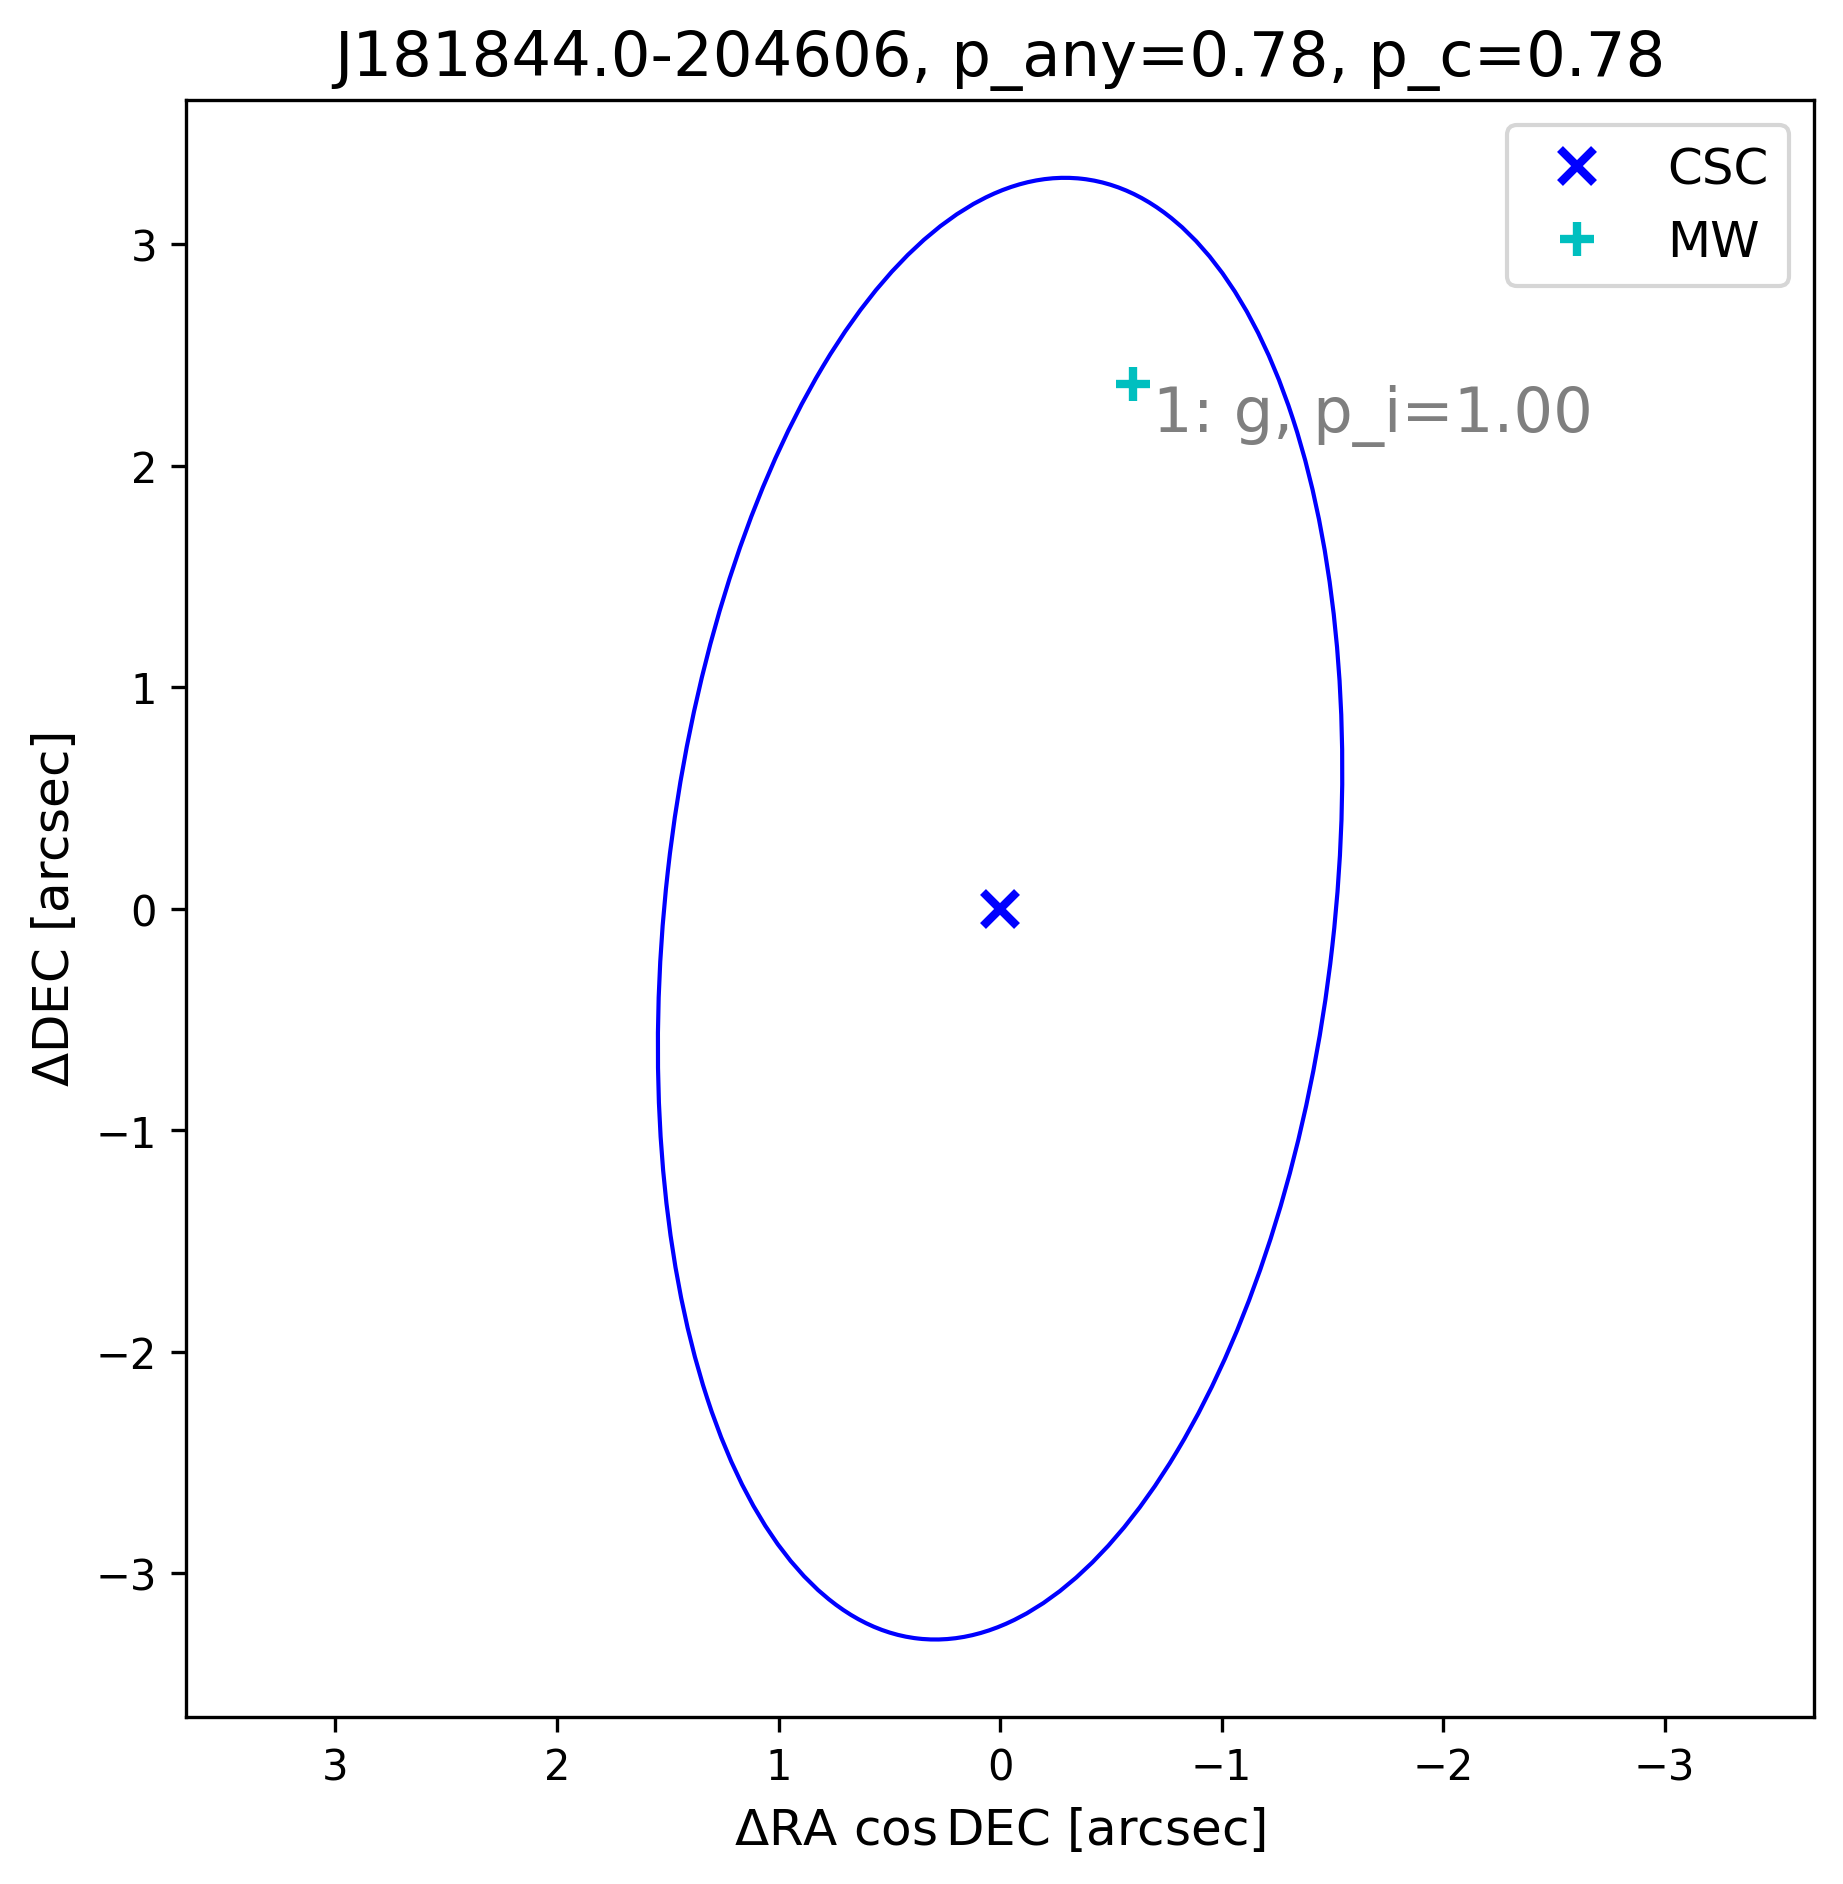 J181844.0-204606, p_any=0.78, p_c=0.78
CSC
MW
1: g, p_i=1.00
3
2
1
0
−1
−2
−3
ΔDEC [arcsec]
3 2 1 0 −1 −2 −3
ΔRA cos DEC [arcsec]